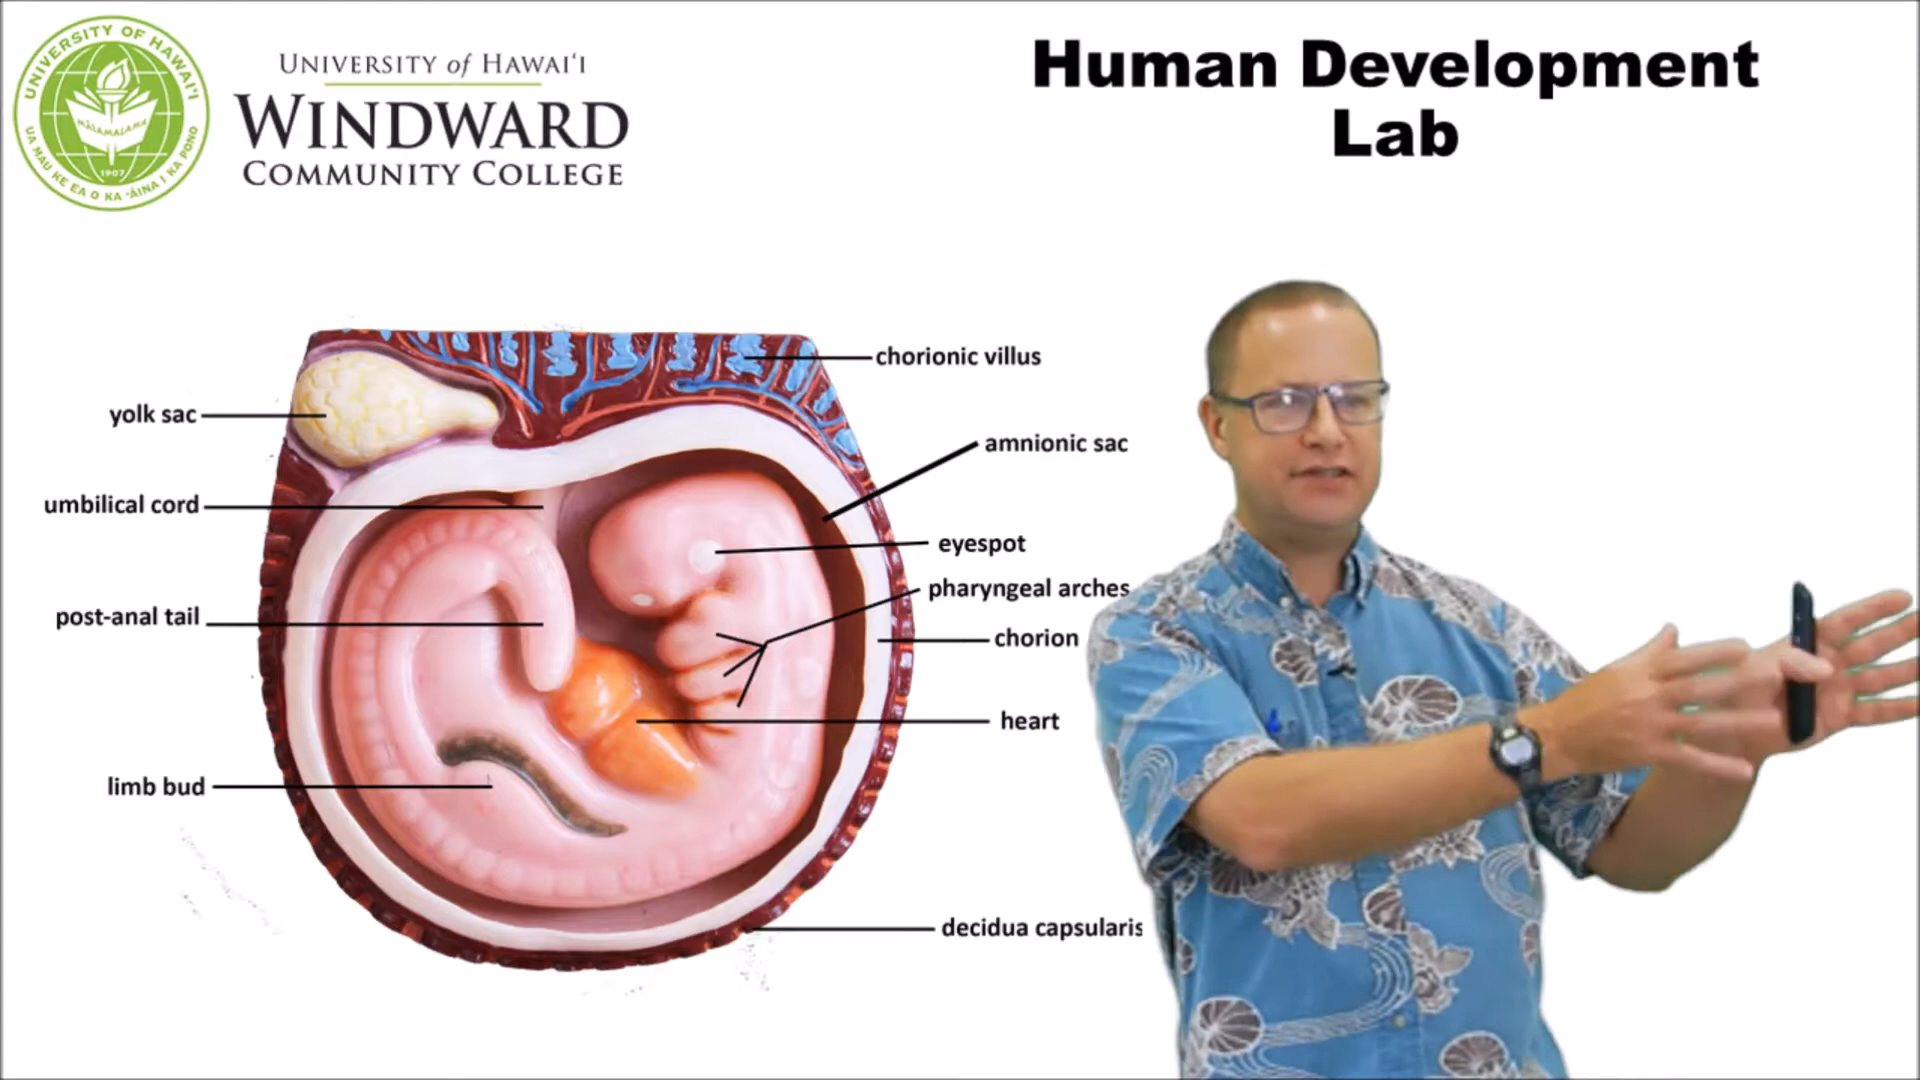 UNIVERSITY OF HAWAI‘I
MĀLAMALAMA
1907
UA MAU KE EA O KA ‘ĀINA I KA PONO
UNIVERSITY of HAWAI‘I
WINDWARD
COMMUNITY COLLEGE
Human Development
Lab
chorionic villus
yolk sac
amnionic sac
umbilical cord
eyespot
pharyngeal arches
post-anal tail
chorion
heart
limb bud
decidua capsularis